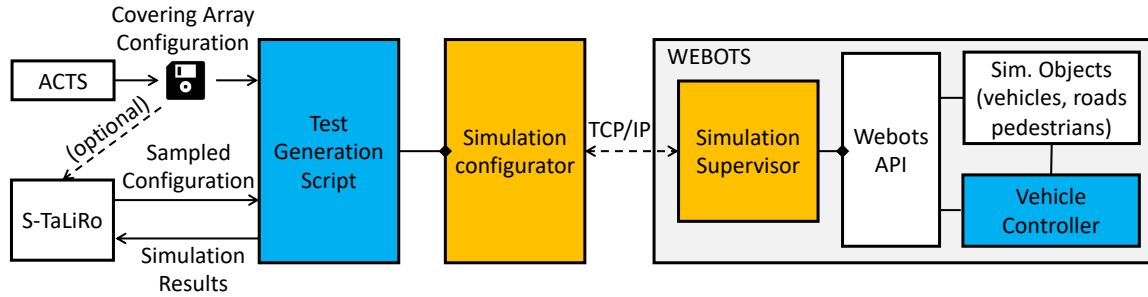 Covering Array
Configuration
ACTS
(optional)
Sampled
Configuration
S-TaLiRo
Simulation
Results
Test
Generation
Script
Simulation
configurator
TCP/IP
WEBOTS
Simulation
Supervisor
Webots
API
Sim. Objects
(vehicles, roads
pedestrians)
Vehicle
Controller